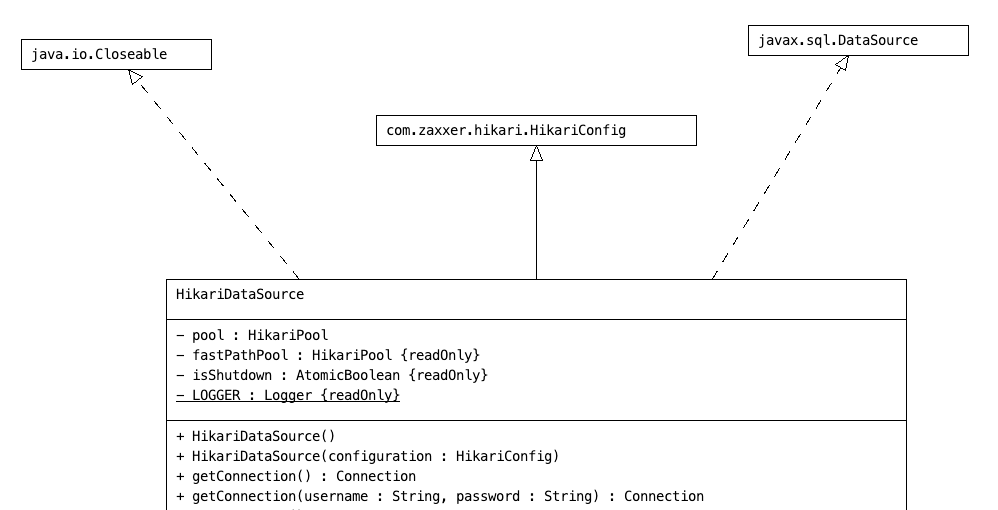 java.io.Closeable
javax.sql.DataSource
com.zaxxer.hikari.HikariConfig
HikariDataSource
– pool : HikariPool
– fastPathPool : HikariPool {readOnly}
– isShutdown : AtomicBoolean {readOnly}
– LOGGER : Logger {readOnly}
+ HikariDataSource()
+ HikariDataSource(configuration : HikariConfig)
+ getConnection() : Connection
+ getConnection(username : String, password : String) : Connection